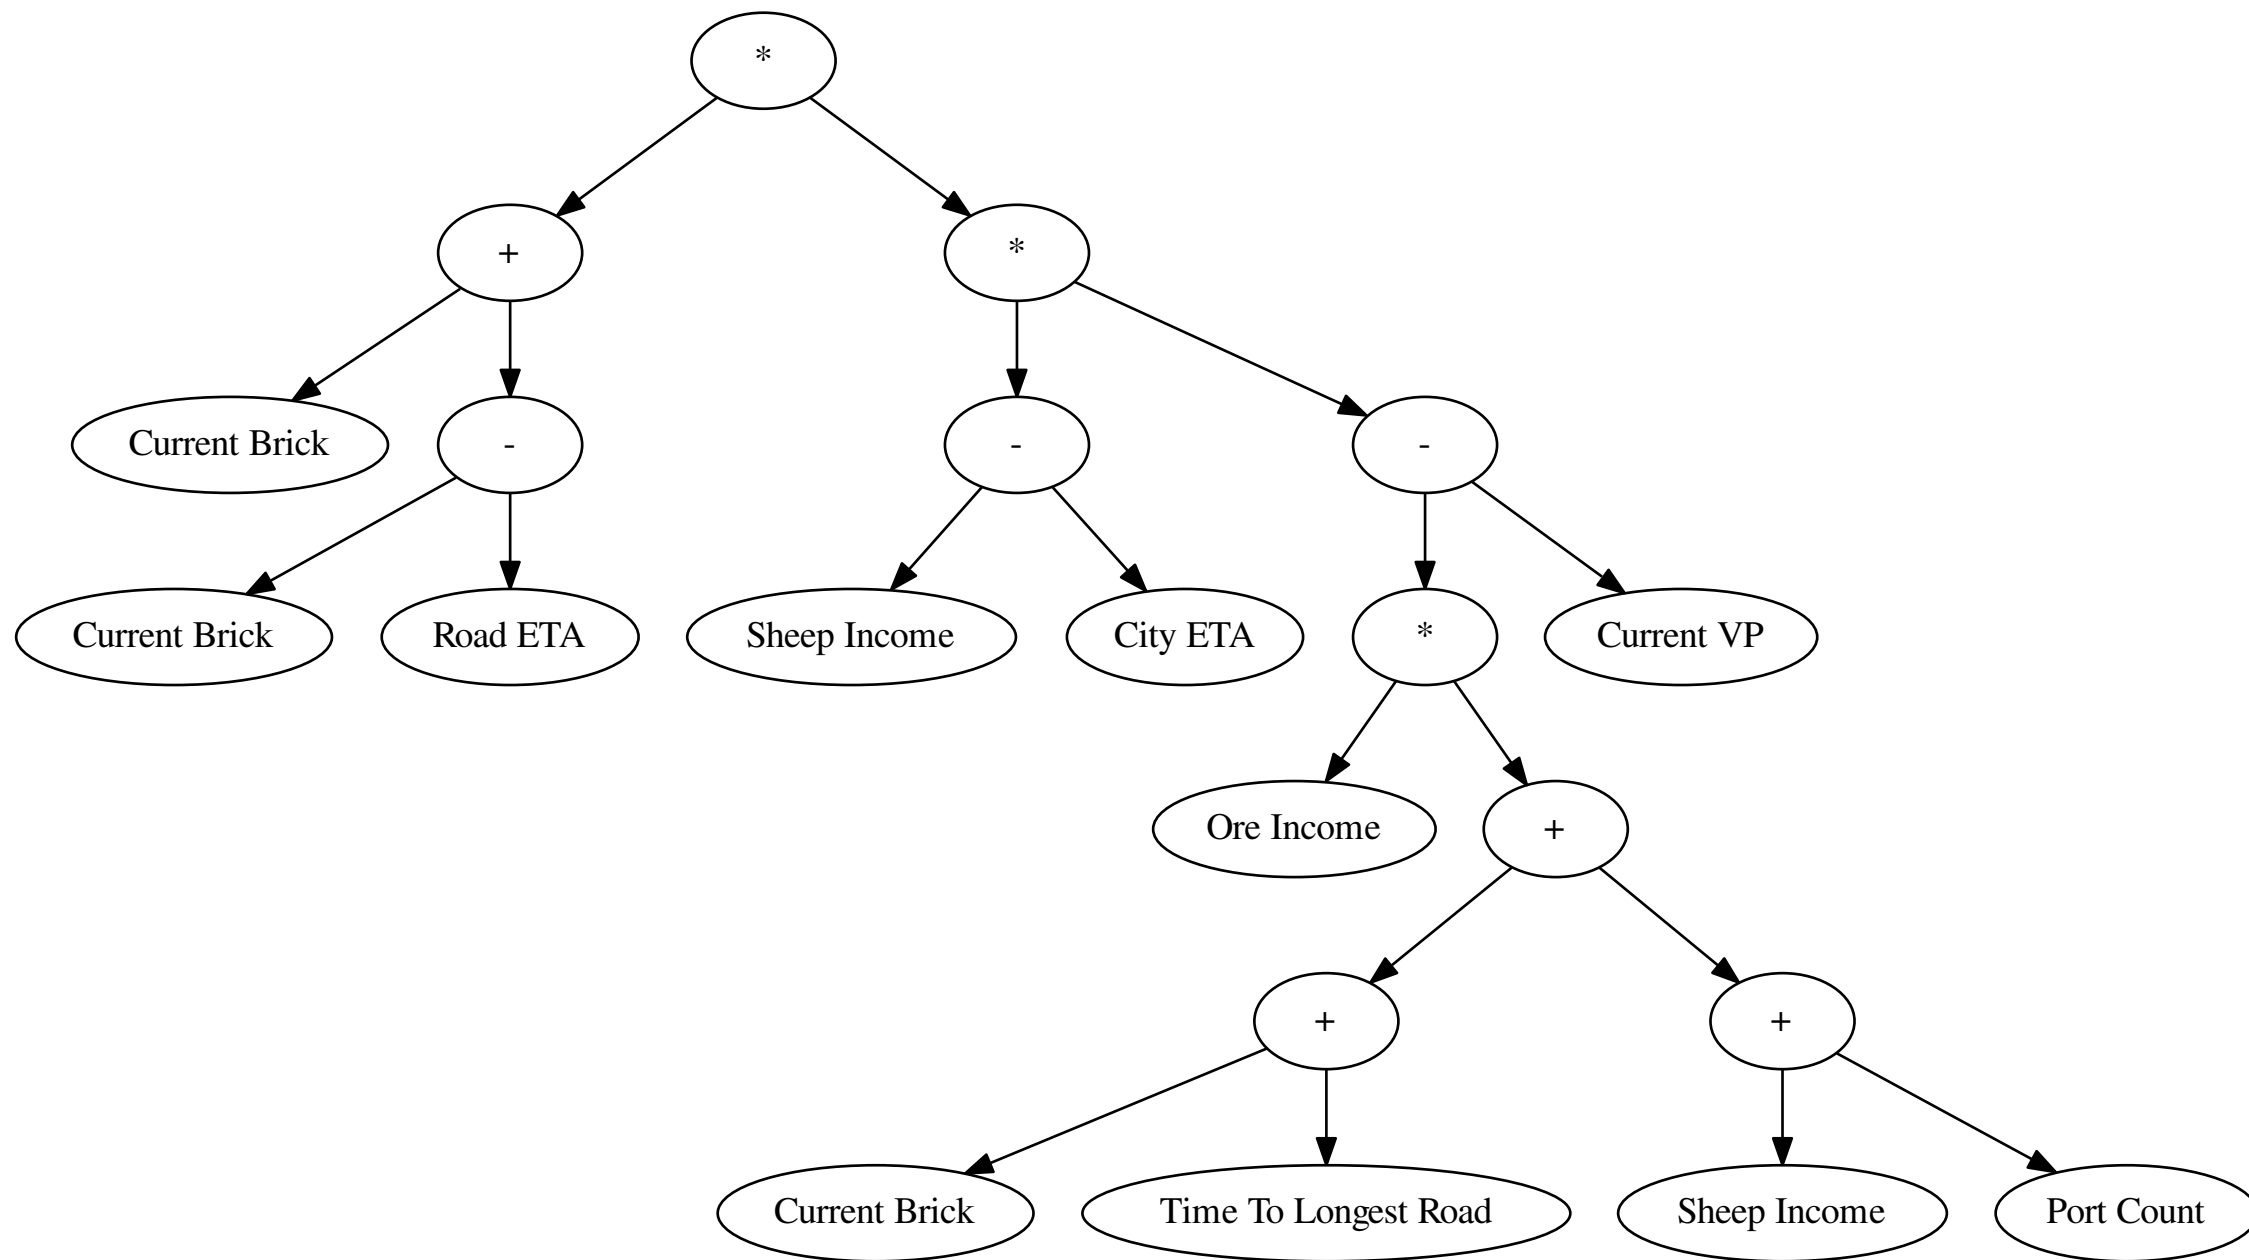 *
+
*
Current Brick
-
-
-
Current Brick
Road ETA
Sheep Income
City ETA
*
Current VP
Ore Income
+
+
+
Current Brick
Time To Longest Road
Sheep Income
Port Count